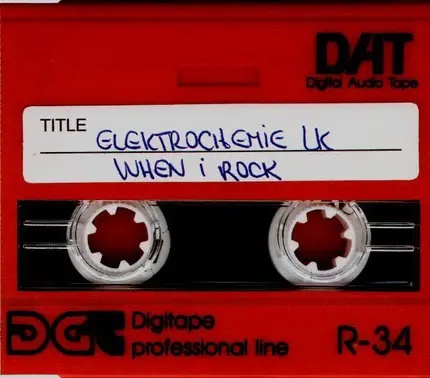 DAT
Digital Audio Tape
TITLE
ELEKTROCHEMIE LK
WHEN i ROCK
DGT
Digitape
professional line
R-34